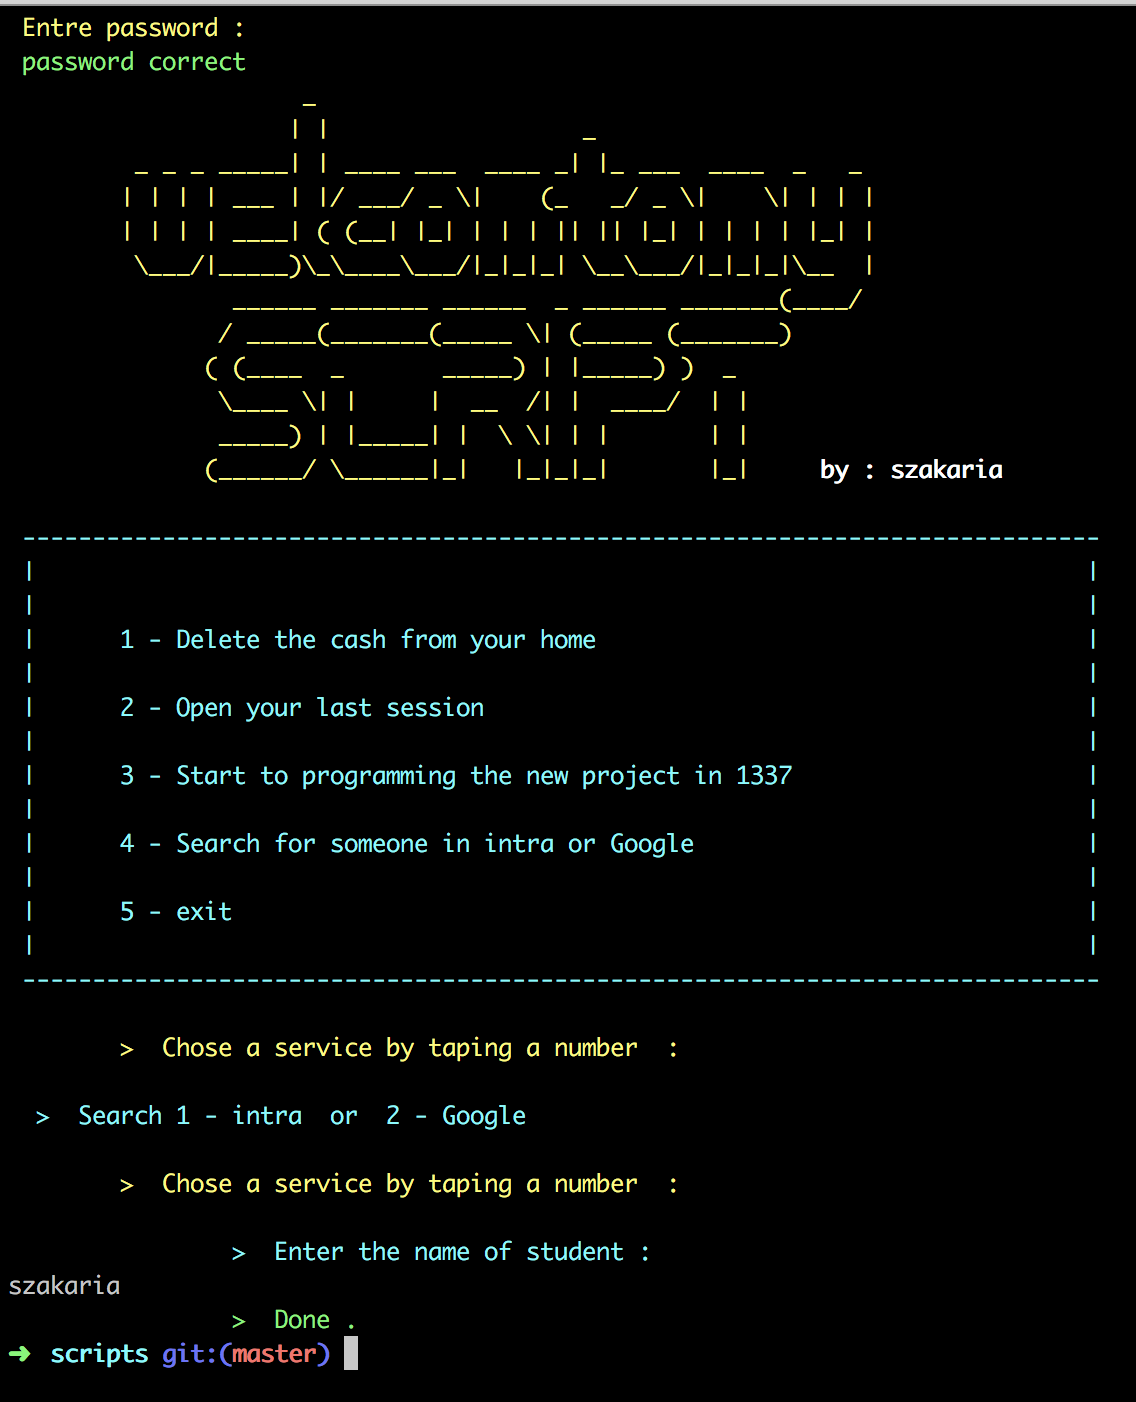 Entre password :
password correct
welcomtomy
SCRIPT
by : szakaria
1 - Delete the cash from your home
2 - Open your last session
3 - Start to programming the new project in 1337
4 - Search for someone in intra or Google
5 - exit
>  Chose a service by taping a number  :
>  Search 1 - intra  or  2 - Google
>  Chose a service by taping a number  :
>  Enter the name of student :
szakaria
>  Done .
➜  scripts git:(master)